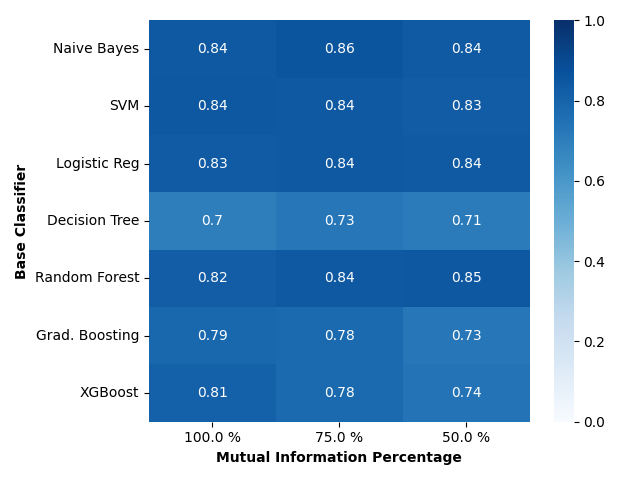 Naive Bayes 0.84 0.86 0.84
SVM 0.84 0.84 0.83
Logistic Reg 0.83 0.84 0.84
Decision Tree 0.7 0.73 0.71
Random Forest 0.82 0.84 0.85
Grad. Boosting 0.79 0.78 0.73
XGBoost 0.81 0.78 0.74
100.0 % 75.0 % 50.0 %
Mutual Information Percentage
Base Classifier
1.0
0.8
0.6
0.4
0.2
0.0